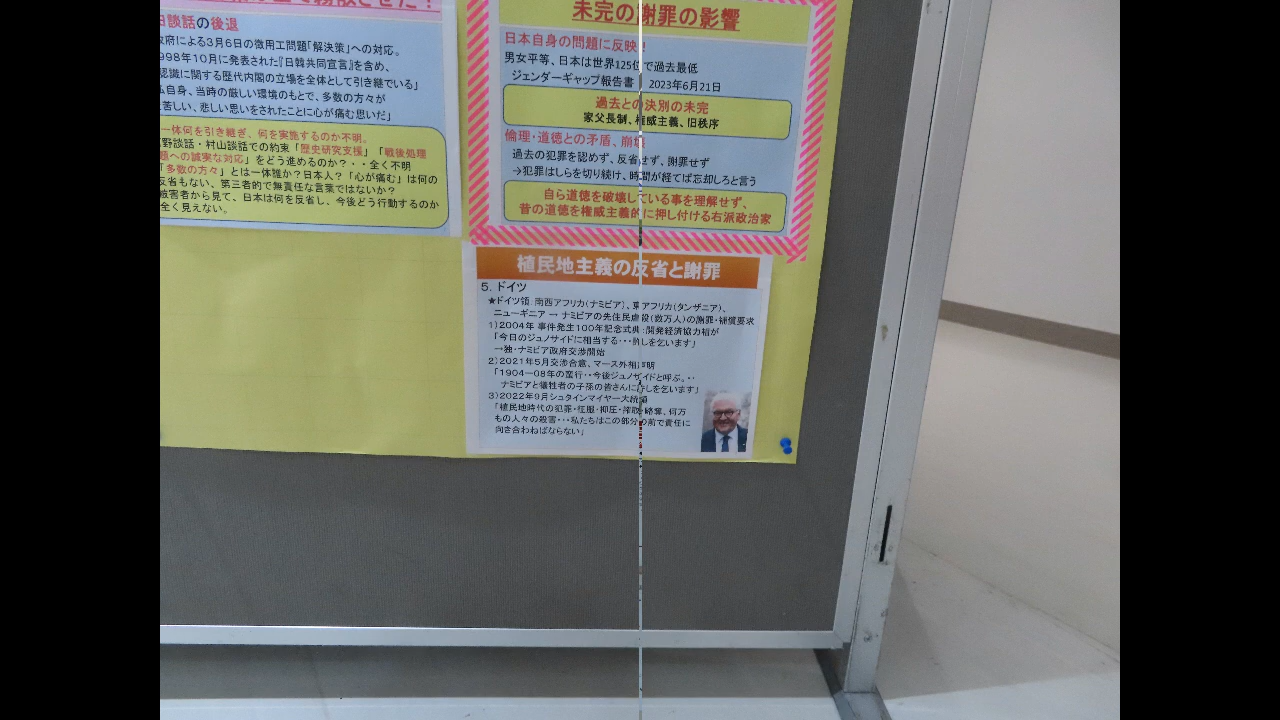 談話の後退
府による3月6日の徴用工問題「解決策」への対応。
998年10月に発表された『日韓共同宣言』を含め、
認識に関する歴代内閣の立場を全体として引き継いでいる」
自身、当時の厳しい環境のもとで、多数の方々が
苦しい、悲しい思いをされたことに心が痛む思いだ」
一体何を引き継ぎ、何を実施するのか不明。
野談話・村山談話での約束「歴史研究支援」「戦後処理
題への誠実な対応」をどう進めるのか？・・全く不明
「多数の方々」とは一体誰か？日本人？「心が痛む」は何の
反省もない、第三者的で無責任な言葉ではないか？
被害者から見て、日本は何を反省し、今後どう行動するのか
全く見えない。
未完の謝罪の影響
日本自身の問題に反映！
男女平等、日本は世界125位で過去最低
ジェンダーギャップ報告書 2023年6月21日
過去との決別の未完
家父長制、権威主義、旧秩序
倫理・道徳との矛盾、崩壊
過去の犯罪を認めず、反省せず、謝罪せず
→犯罪はしらを切り続け、時間が経てば忘却しろと言う
自ら道徳を破壊している事を理解せず、
昔の道徳を権威主義的に押し付ける右派政治家
植民地主義の反省と謝罪
5. ドイツ
★ドイツ領 南西アフリカ(ナミビア)、東アフリカ(タンザニア)、
ニューギニア → ナミビアの先住民虐殺(数万人)の謝罪・補償要求
1)2004年 事件発生100年記念式典:開発経済協力相が
「今日のジェノサイドに相当する・・・許しを乞います」
→独・ナミビア政府交渉開始
2)2021年5月交渉合意、マース外相声明
「1904ー08年の蛮行・・今後ジェノサイドと呼ぶ。・・
ナミビアと犠牲者の子孫の皆さんに許しを乞います」
3)2022年9月シュタインマイヤー大統領
「植民地時代の犯罪・征服・抑圧・搾取・略奪、何万
もの人々の殺害・・・私たちはこの部分の前で責任に
向き合わねばならない」